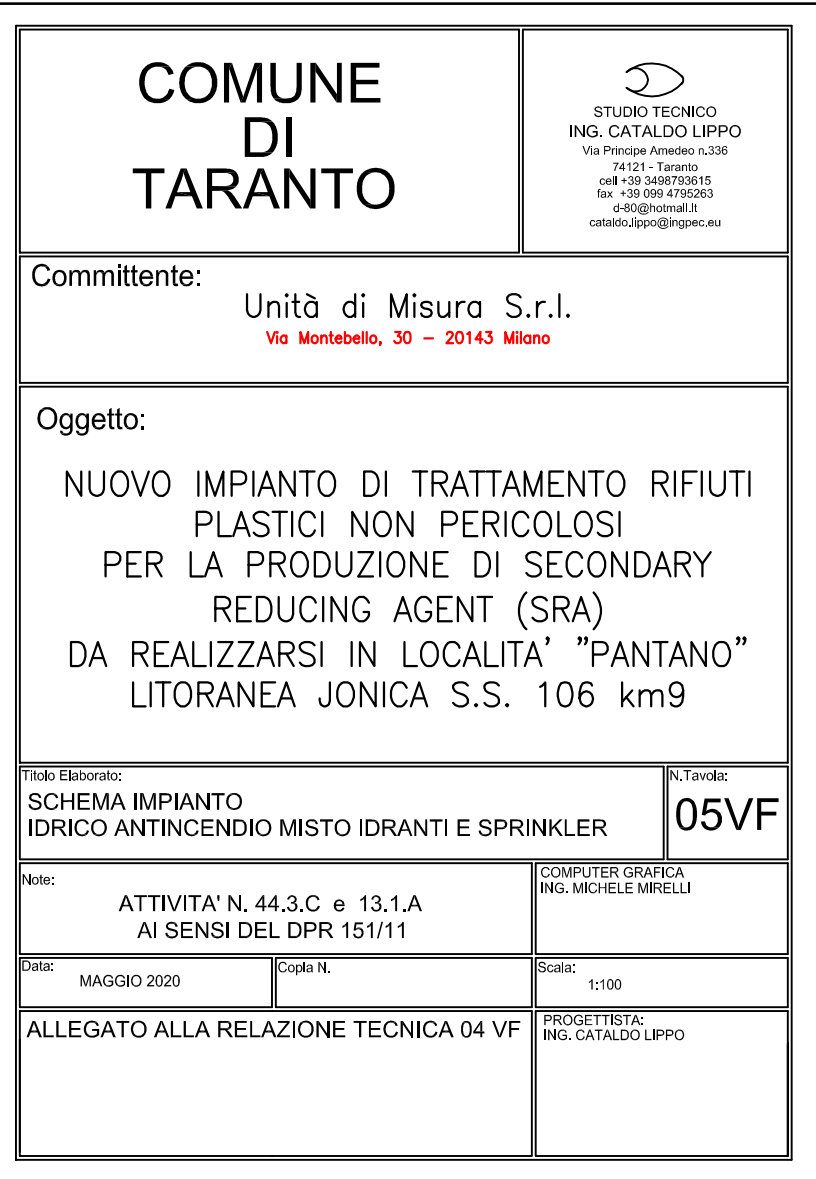 COMUNE
DI
TARANTO
STUDIO TECNICO
ING. CATALDO LIPPO
Via Principe Amedeo n.336
74121 - Taranto
cell +39 3498793615
fax +39 099 4795263
d-80@hotmail.it
cataldo.lippo@ingpec.eu
Committente:
Unità di Misura S.r.l.
Via Montebello, 30 – 20143 Milano
Oggetto:
NUOVO IMPIANTO DI TRATTAMENTO RIFIUTI
PLASTICI NON PERICOLOSI
PER LA PRODUZIONE DI SECONDARY
REDUCING AGENT (SRA)
DA REALIZZARSI IN LOCALITA' "PANTANO"
LITORANEA JONICA S.S. 106 km9
Titolo Elaborato:
SCHEMA IMPIANTO
IDRICO ANTINCENDIO MISTO IDRANTI E SPRINKLER
N.Tavola:
05VF
Note:
ATTIVITA' N. 44.3.C e 13.1.A
AI SENSI DEL DPR 151/11
COMPUTER GRAFICA
ING. MICHELE MIRELLI
Data:
MAGGIO 2020
Copia N.
Scala:
1:100
ALLEGATO ALLA RELAZIONE TECNICA 04 VF
PROGETTISTA:
ING. CATALDO LIPPO